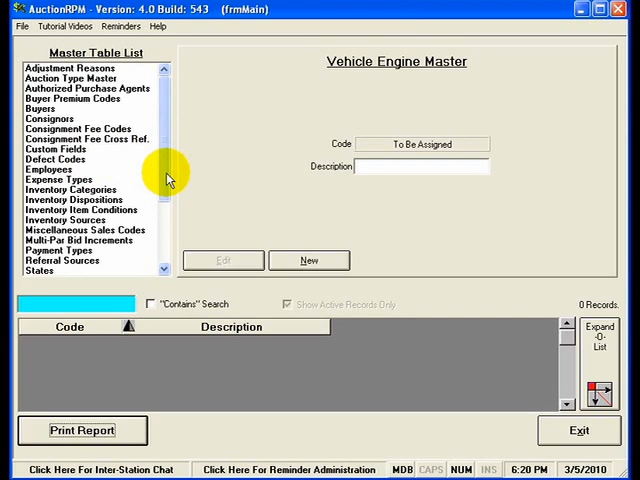 AuctionRPM - Version: 4.0 Build: 543 (frmMain)
File Tutorial Videos Reminders Help
Master Table List
Adjustment Reasons
Auction Type Master
Authorized Purchase Agents
Buyer Premium Codes
Buyers
Consignors
Consignment Fee Codes
Consignment Fee Cross Ref.
Custom Fields
Defect Codes
Employees
Expense Types
Inventory Categories
Inventory Dispositions
Inventory Item Conditions
Inventory Sources
Miscellaneous Sales Codes
Multi-Par Bid Increments
Payment Types
Referral Sources
States
Vehicle Engine Master
Code To Be Assigned
Description
Edit New
"Contains" Search Show Active Records Only 0 Records.
Code Description
Expand
-O-
List
Print Report Exit
Click Here For Inter-Station Chat Click Here For Reminder Administration MDB CAPS NUM INS 6:20 PM 3/5/2010